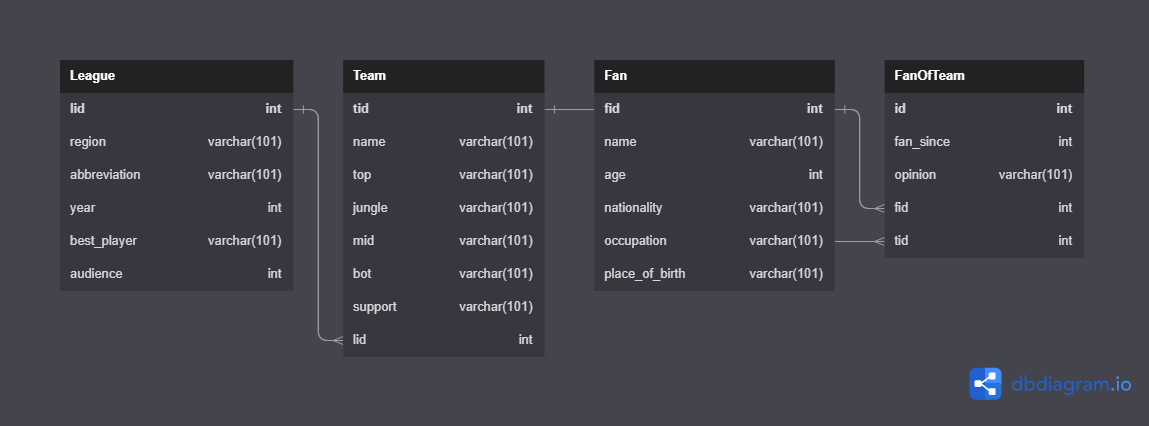 League
lid int
region varchar(101)
abbreviation varchar(101)
year int
best_player varchar(101)
audience int
Team
tid int
name varchar(101)
top varchar(101)
jungle varchar(101)
mid varchar(101)
bot varchar(101)
support varchar(101)
lid int
Fan
fid int
name varchar(101)
age int
nationality varchar(101)
occupation varchar(101)
place_of_birth varchar(101)
FanOfTeam
id int
fan_since int
opinion varchar(101)
fid int
tid int
dbdiagram.io